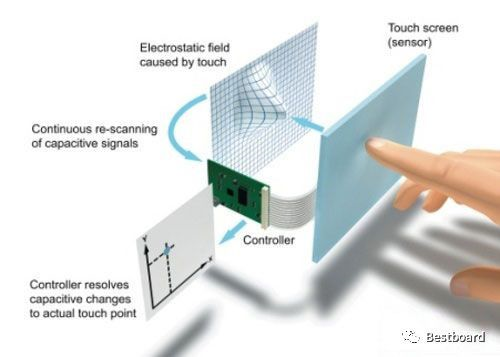 Touch screen
(sensor)
Electrostatic field
caused by touch
Continuous re-scanning
of capacitive signals
Controller
Y
X
Controller resolves
capacitive changes
to actual touch point
Bestboard